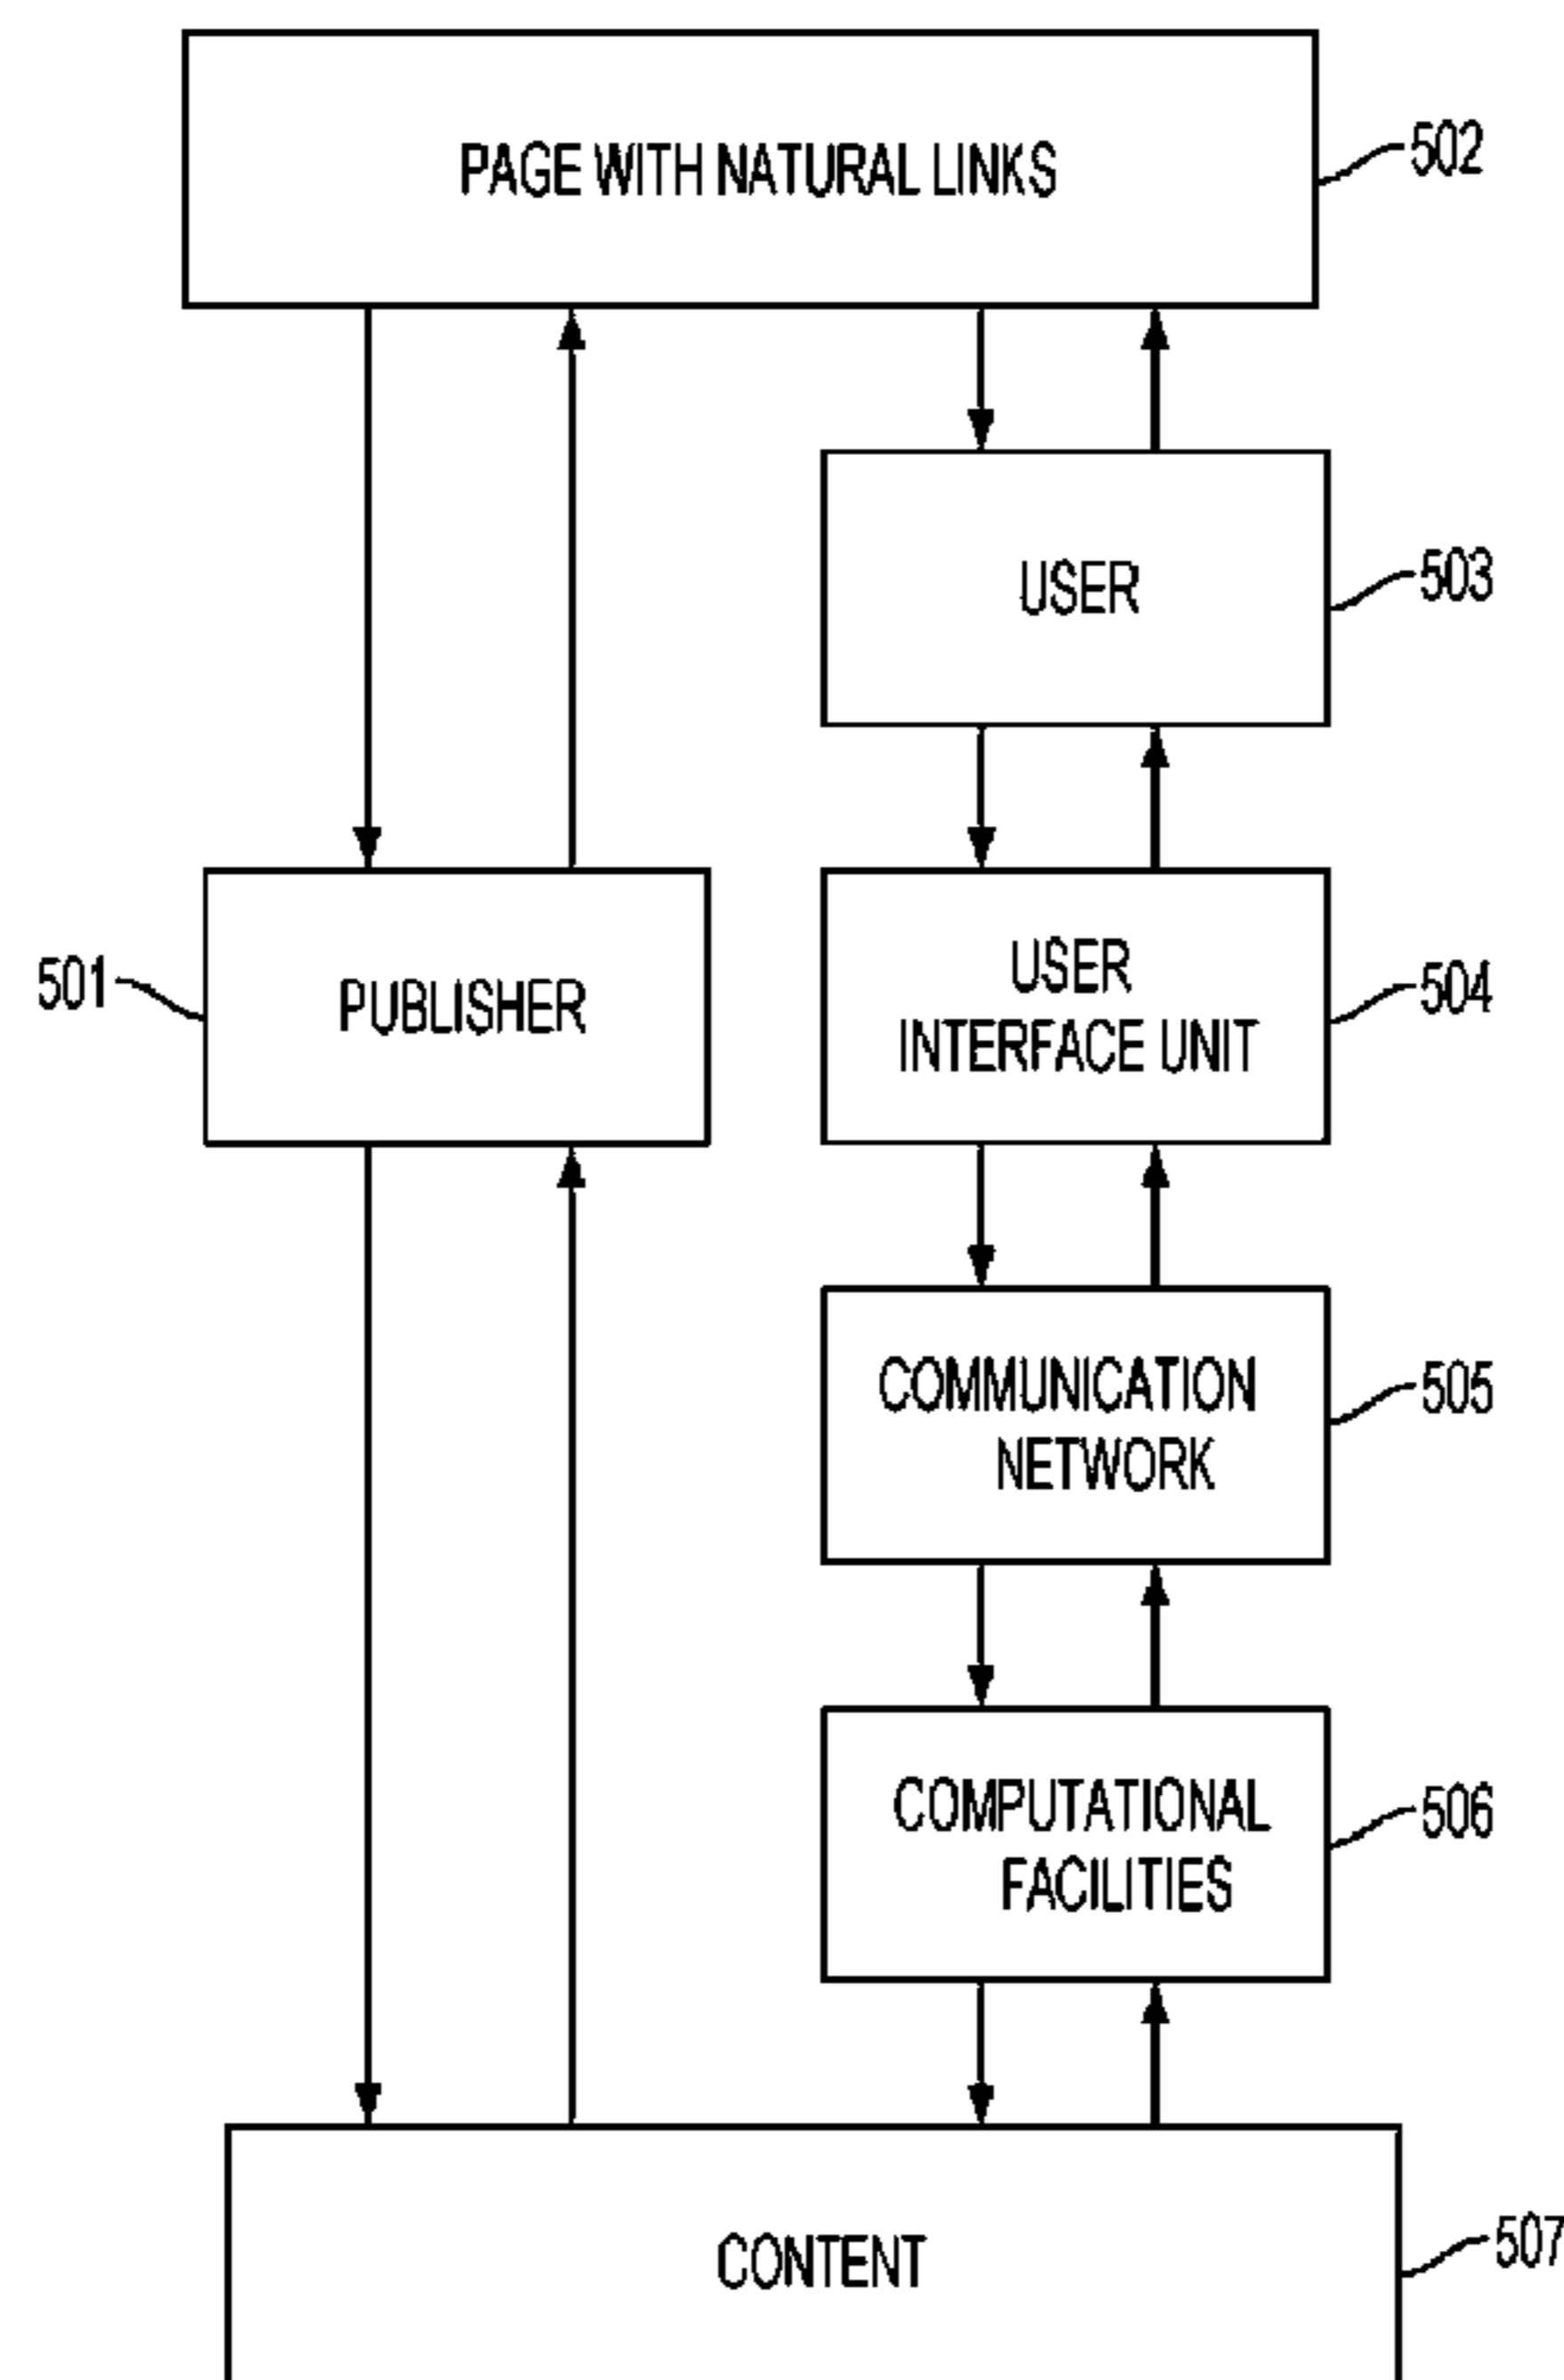 PAGE WITH NATURAL LINKS
502
USER
503
501
PUBLISHER
USER
INTERFACE UNIT
504
COMMUNICATION
NETWORK
505
COMPUTATIONAL
FACILITIES
506
CONTENT
507